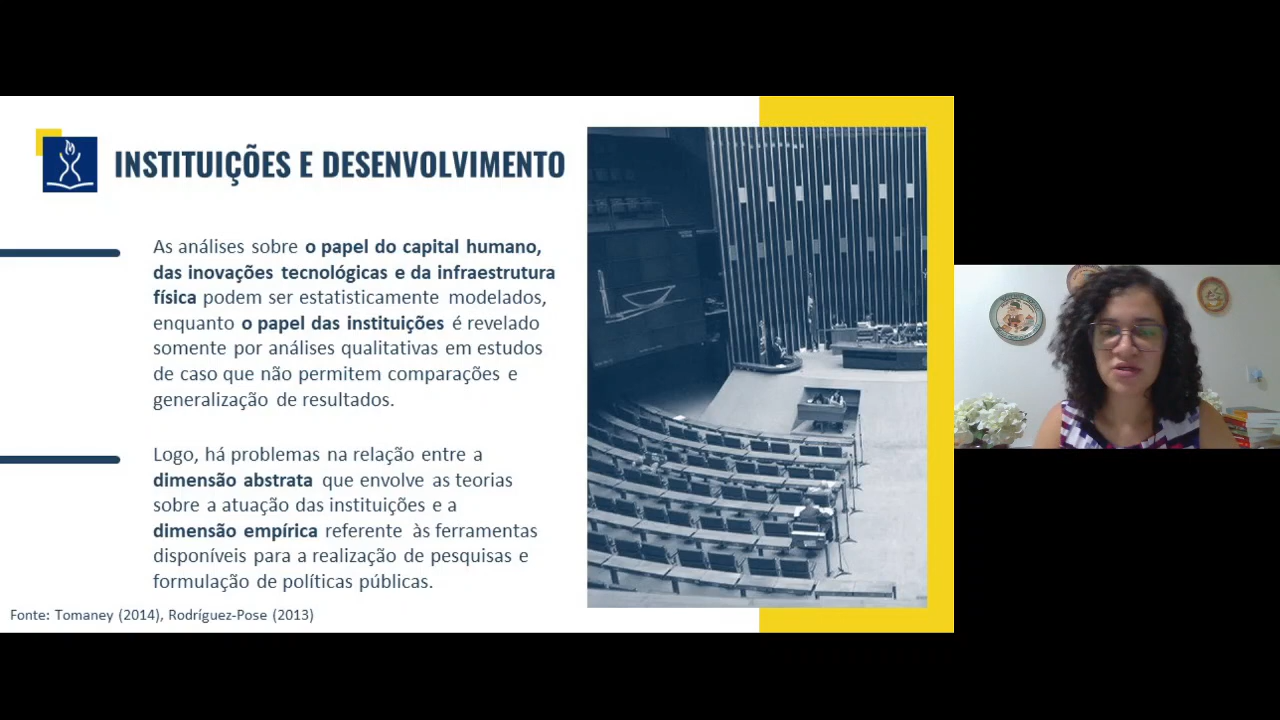 INSTITUIÇÕES E DESENVOLVIMENTO
As análises sobre o papel do capital humano,
das inovações tecnológicas e da infraestrutura
física podem ser estatisticamente modelados,
enquanto o papel das instituições é revelado
somente por análises qualitativas em estudos
de caso que não permitem comparações e
generalização de resultados.
Logo, há problemas na relação entre a
dimensão abstrata que envolve as teorias
sobre a atuação das instituições e a
dimensão empírica referente às ferramentas
disponíveis para a realização de pesquisas e
formulação de políticas públicas.
Fonte: Tomaney (2014), Rodríguez-Pose (2013)